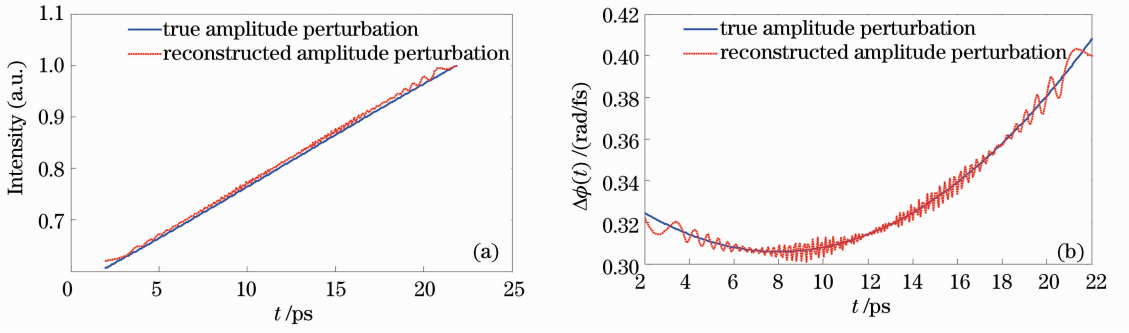 1.1
true amplitude perturbation
reconstructed amplitude perturbation
1.0
0.9
0.8
0.7
Intensity (a.u.)
(a)
0
5
10
15
20
25
t /ps
0.42
true amplitude perturbation
reconstructed amplitude perturbation
0.40
0.38
0.36
0.34
0.32
0.30
Δϕ(t) /(rad/fs)
(b)
2
4
6
8
10
12
14
16
18
20
22
t /ps